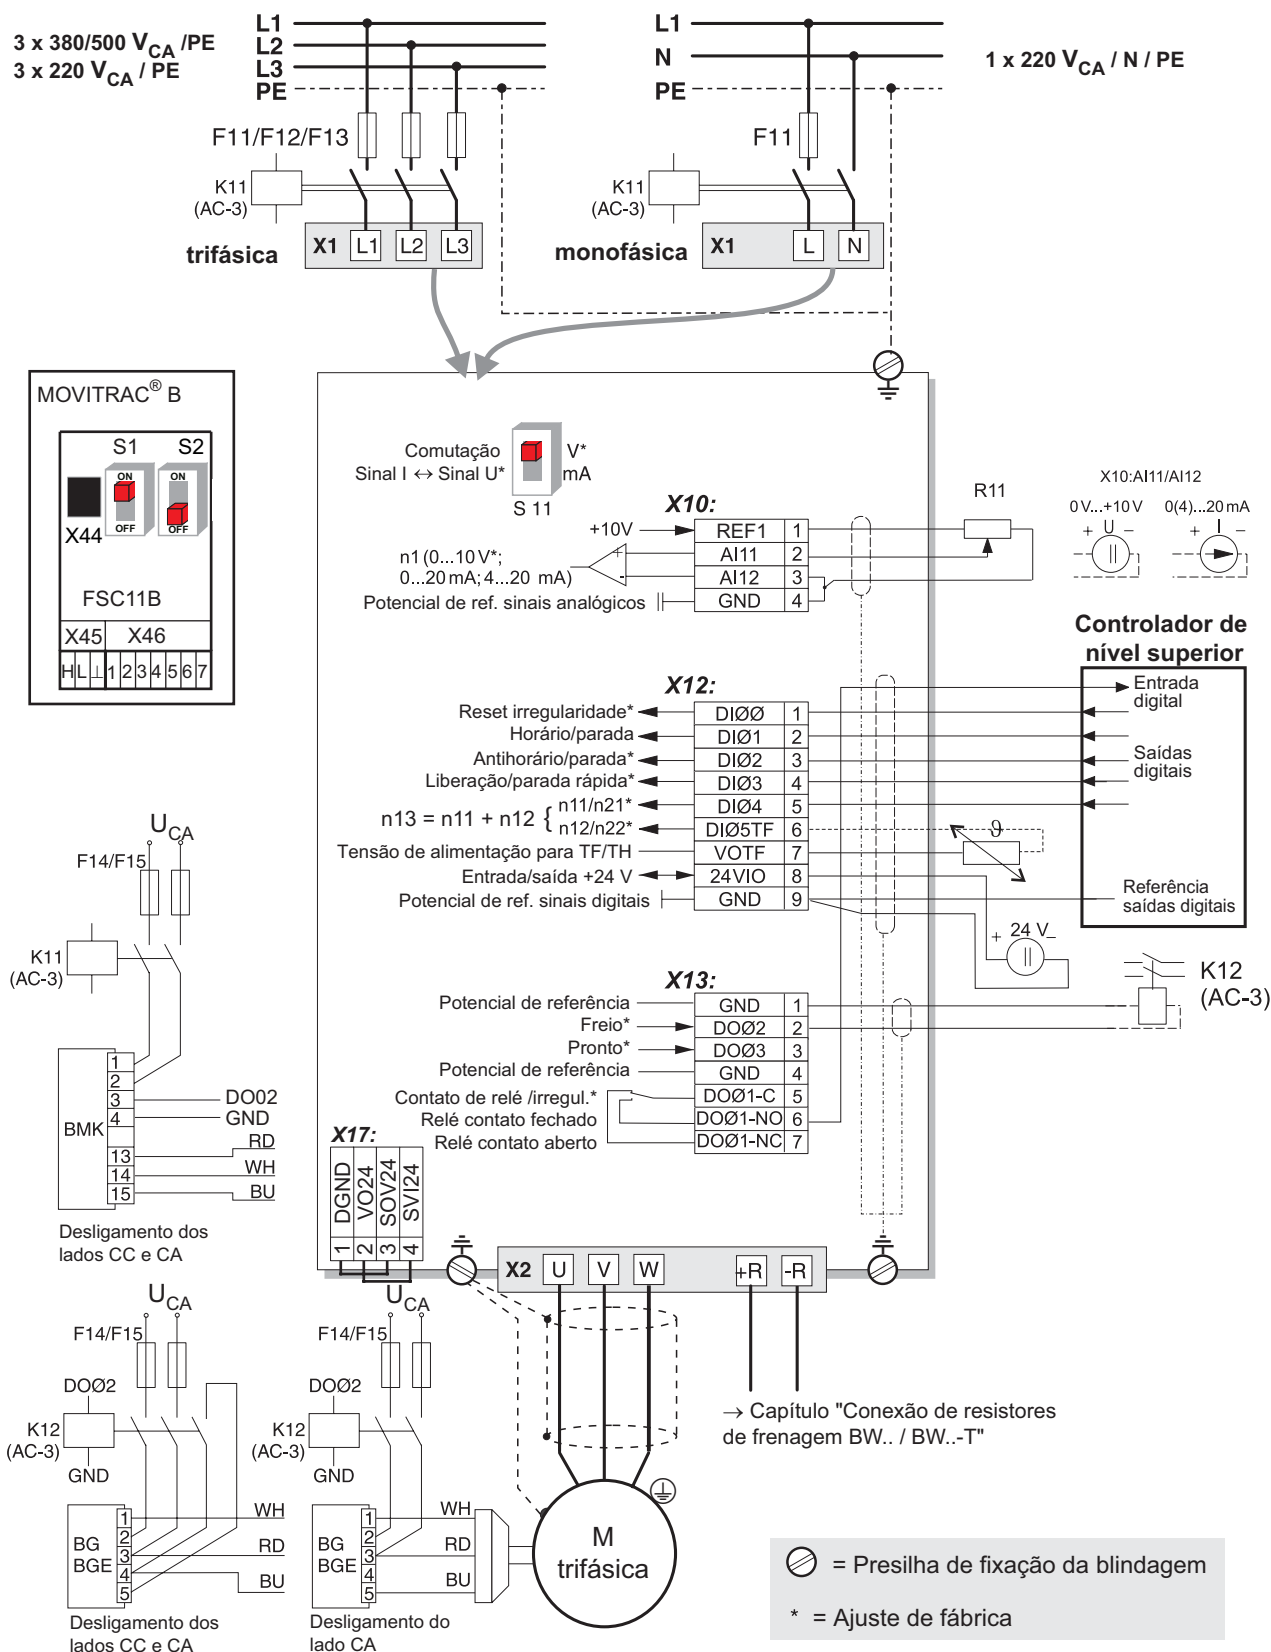 3 x 380/500 VCA /PE
3 x 220 VCA / PE
L1
L2
L3
PE
L1
N
PE
1 x 220 VCA / N / PE
F11/F12/F13
F11
K11
(AC-3)
K11
(AC-3)
trifásica
X1 L1 L2 L3
monofásica
X1 L N
MOVITRAC® B
S1 S2
ON ON
OFF OFF
X44
FSC11B
X45 X46
H L ⊥ 1 2 3 4 5 6 7
Comutação
Sinal I ↔ Sinal U*
V*
mA
S 11
X10:
R11
X10:AI11/AI12
0 V...+10 V 0(4)...20 mA
+ U −
+ I −
+10V REF1 1
n1 (0...10 V*;
0...20 mA; 4...20 mA)
+
-
AI11 2
AI12 3
Potencial de ref. sinais analógicos GND 4
Controlador de
nível superior
Entrada
digital
Saídas
digitais
Referência
saídas digitais
X12:
Reset irregularidade* DIØØ 1
Horário/parada DIØ1 2
Antihorário/parada* DIØ2 3
Liberação/parada rápida* DIØ3 4
n13 = n11 + n12 {
n11/n21* DIØ4 5
n12/n22* DIØ5TF 6
Tensão de alimentação para TF/TH VOTF 7
Entrada/saída +24 V 24VIO 8
Potencial de ref. sinais digitais GND 9
ϑ
+ 24 V −
K12
(AC-3)
X13:
Potencial de referência GND 1
Freio* DOØ2 2
Pronto* DOØ3 3
Potencial de referência GND 4
Contato de relé /irregul.* DOØ1-C 5
Relé contato fechado DOØ1-NO 6
Relé contato aberto DOØ1-NC 7
UCA
F14/F15
K11
(AC-3)
BMK
1
2
3 DO02
4 GND
13 RD
14 WH
15 BU
Desligamento dos
lados CC e CA
X17:
DGND 1
VO24 2
SOV24 3
SVI24 4
X2 U V W +R -R
→ Capítulo "Conexão de resistores
de frenagem BW.. / BW..-T"
UCA
F14/F15
DOØ2
K12
(AC-3)
GND
BG
BGE
1
2
3
4
5
WH
RD
BU
Desligamento dos
lados CC e CA
UCA
F14/F15
DOØ2
K12
(AC-3)
GND
BG
BGE
1
2
3
4
5
WH
RD
BU
Desligamento do
lado CA
M
trifásica
= Presilha de fixação da blindagem
* = Ajuste de fábrica